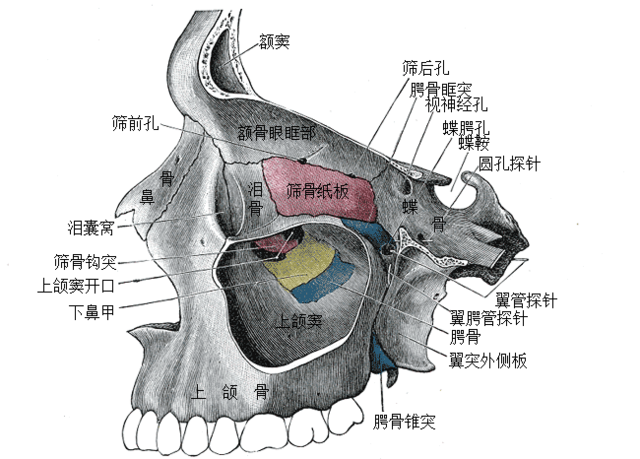 额窦
筛后孔
腭骨眶突
视神经孔
蝶腭孔
蝶鞍
圆孔探针
筛前孔
额骨眼眶部
鼻骨
泪骨
筛骨纸板
蝶骨
泪囊窝
筛骨钩突
上颌窦开口
下鼻甲
上颌窦
翼管探针
翼腭管探针
腭骨
翼突外侧板
上颌骨
腭骨锥突